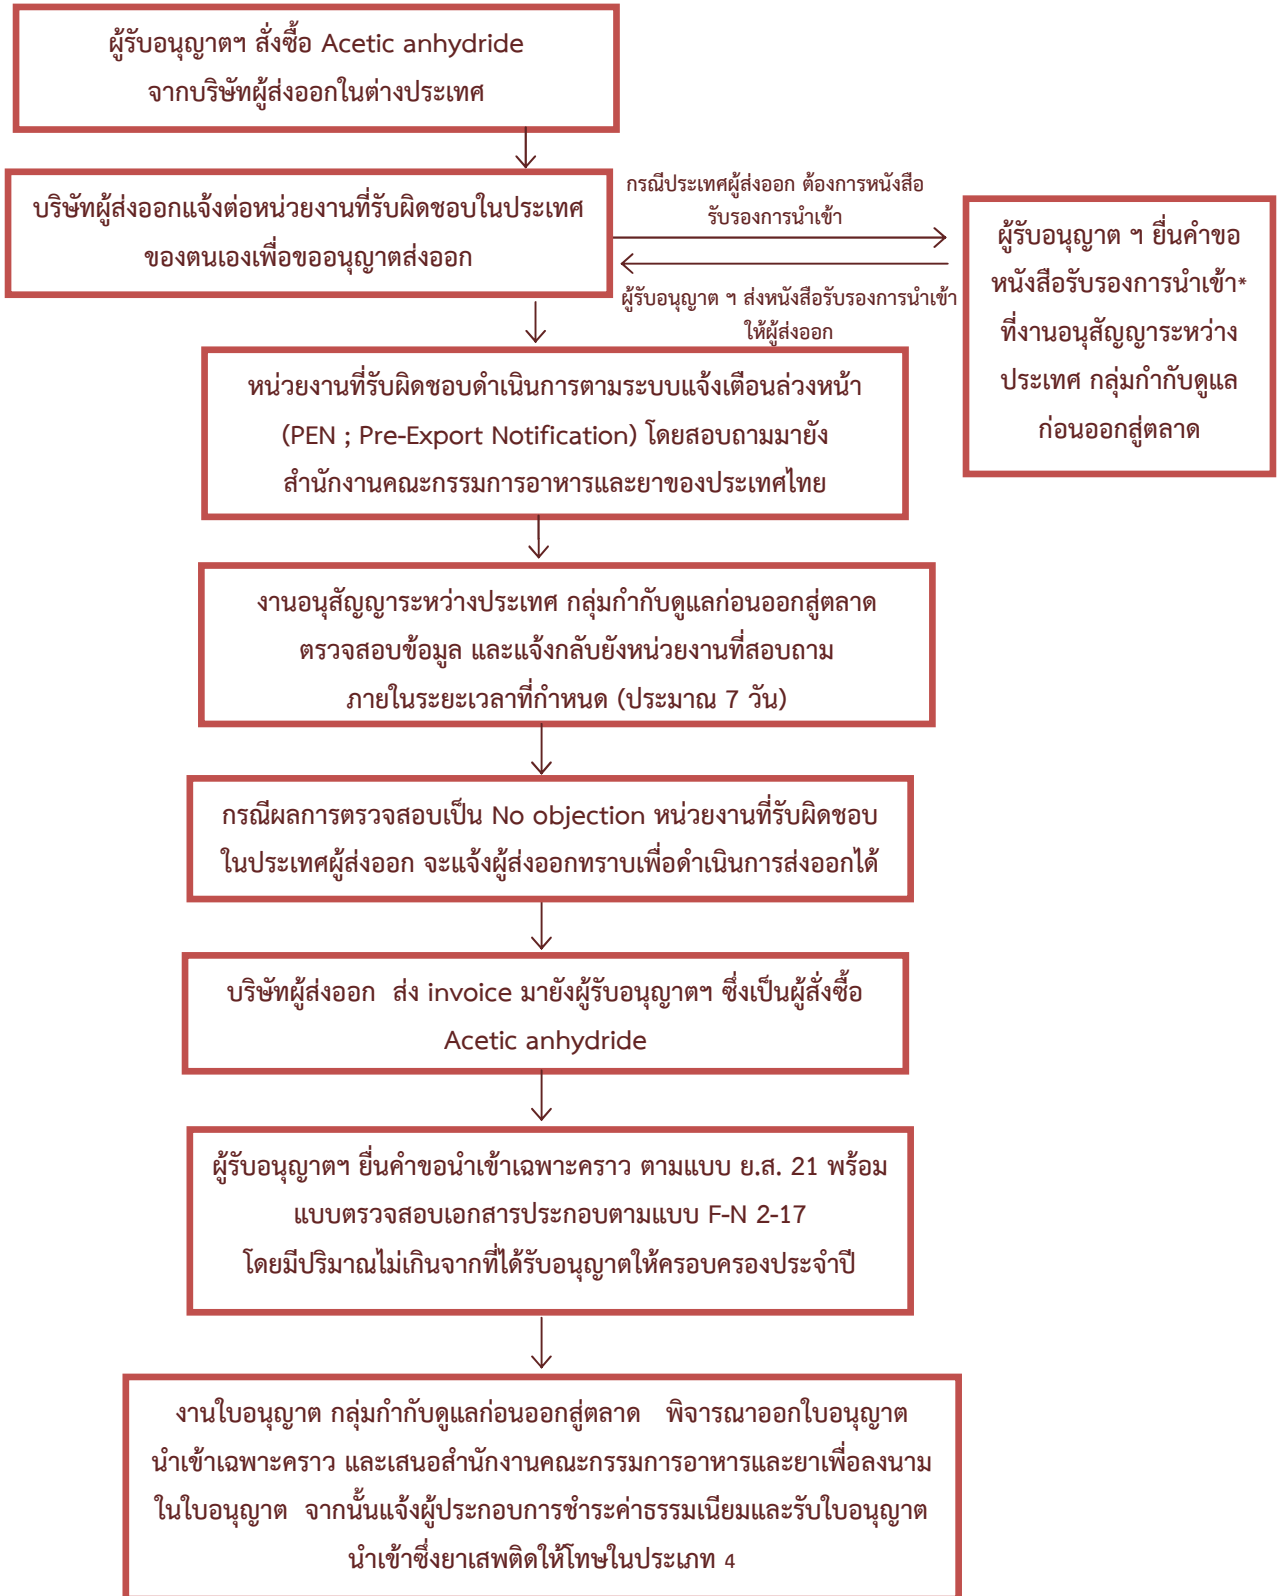 ผู้รับอนุญาตฯ สั่งซื้อ Acetic anhydride
จากบริษัทผู้ส่งออกในต่างประเทศ
บริษัทผู้ส่งออกแจ้งต่อหน่วยงานที่รับผิดชอบในประเทศ
ของตนเองเพื่อขออนุญาตส่งออก
กรณีประเทศผู้ส่งออก ต้องการหนังสือ
รับรองการนำเข้า
ผู้รับอนุญาต ฯ ส่งหนังสือรับรองการนำเข้า
ให้ผู้ส่งออก
ผู้รับอนุญาต ฯ ยื่นคำขอ
หนังสือรับรองการนำเข้า*
ที่งานอนุสัญญาระหว่าง
ประเทศ กลุ่มกำกับดูแล
ก่อนออกสู่ตลาด
หน่วยงานที่รับผิดชอบดำเนินการตามระบบแจ้งเตือนล่วงหน้า
(PEN ; Pre-Export Notification) โดยสอบถามมายัง
สำนักงานคณะกรรมการอาหารและยาของประเทศไทย
งานอนุสัญญาระหว่างประเทศ กลุ่มกำกับดูแลก่อนออกสู่ตลาด
ตรวจสอบข้อมูล และแจ้งกลับยังหน่วยงานที่สอบถาม
ภายในระยะเวลาที่กำหนด (ประมาณ 7 วัน)
กรณีผลการตรวจสอบเป็น No objection หน่วยงานที่รับผิดชอบ
ในประเทศผู้ส่งออก จะแจ้งผู้ส่งออกทราบเพื่อดำเนินการส่งออกได้
บริษัทผู้ส่งออก ส่ง invoice มายังผู้รับอนุญาตฯ ซึ่งเป็นผู้สั่งซื้อ
Acetic anhydride
ผู้รับอนุญาตฯ ยื่นคำขอนำเข้าเฉพาะคราว ตามแบบ ย.ส. 21 พร้อม
แบบตรวจสอบเอกสารประกอบตามแบบ F-N 2-17
โดยมีปริมาณไม่เกินจากที่ได้รับอนุญาตให้ครอบครองประจำปี
งานใบอนุญาต กลุ่มกำกับดูแลก่อนออกสู่ตลาด พิจารณาออกใบอนุญาต
นำเข้าเฉพาะคราว และเสนอสำนักงานคณะกรรมการอาหารและยาเพื่อลงนาม
ในใบอนุญาต จากนั้นแจ้งผู้ประกอบการชำระค่าธรรมเนียมและรับใบอนุญาต
นำเข้าซึ่งยาเสพติดให้โทษในประเภท 4